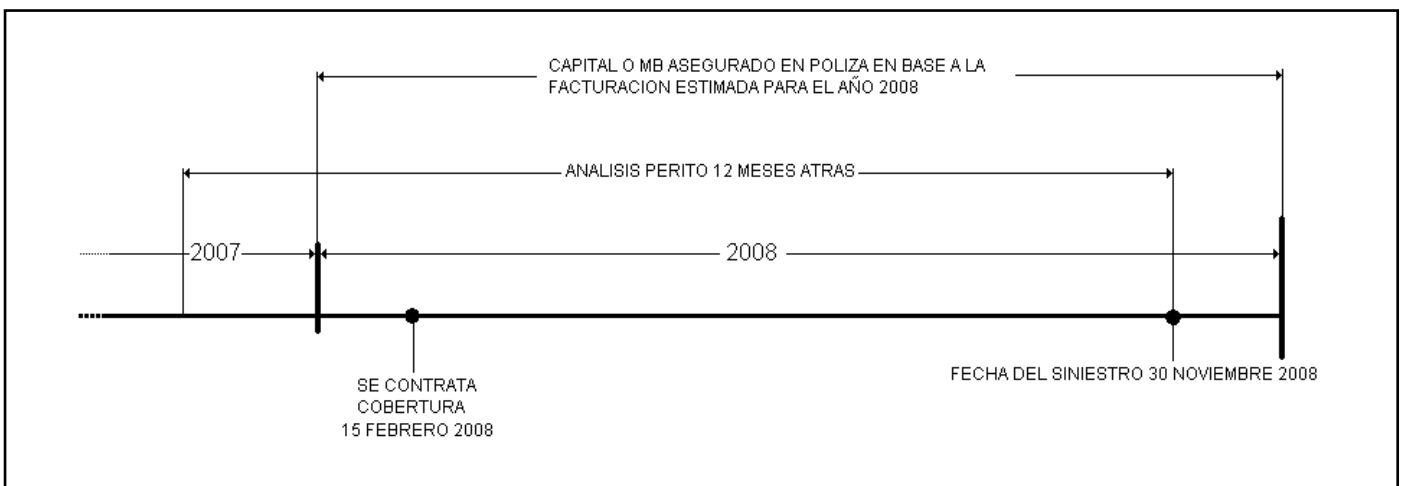 CAPITAL O MB ASEGURADO EN POLIZA EN BASE A LA
FACTURACION ESTIMADA PARA EL AÑO 2008
ANALISIS PERITO 12 MESES ATRAS
2007
2008
SE CONTRATA
COBERTURA
15 FEBRERO 2008
FECHA DEL SINIESTRO 30 NOVIEMBRE 2008